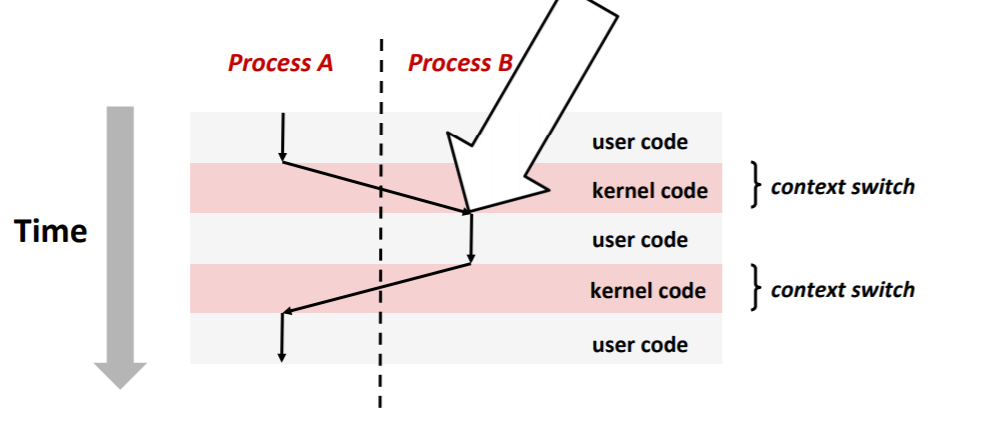 Process A
Process B
user code
kernel code
context switch
Time
user code
kernel code
context switch
user code